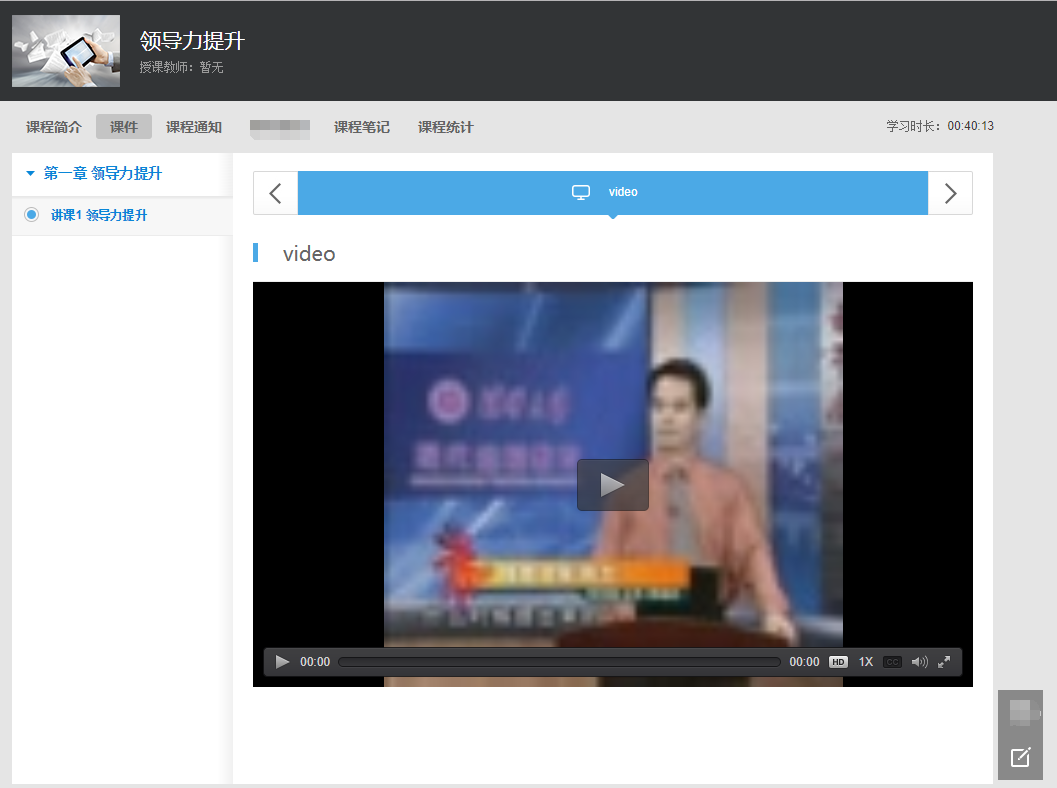 领导力提升
授课教师：暂无
课程简介 课件 课程通知 课程笔记 课程统计 学习时长：00:40:13
第一章 领导力提升
讲课1 领导力提升
video
video
00:00 00:00 HD 1X CC